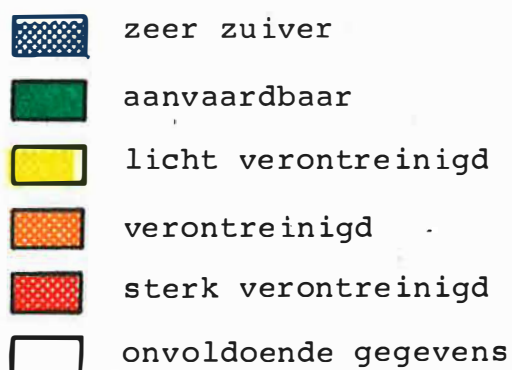 zeer zuiver
aanvaardbaar
licht verontreinigd
verontreinigd
sterk verontreinigd
onvoldoende gegevens